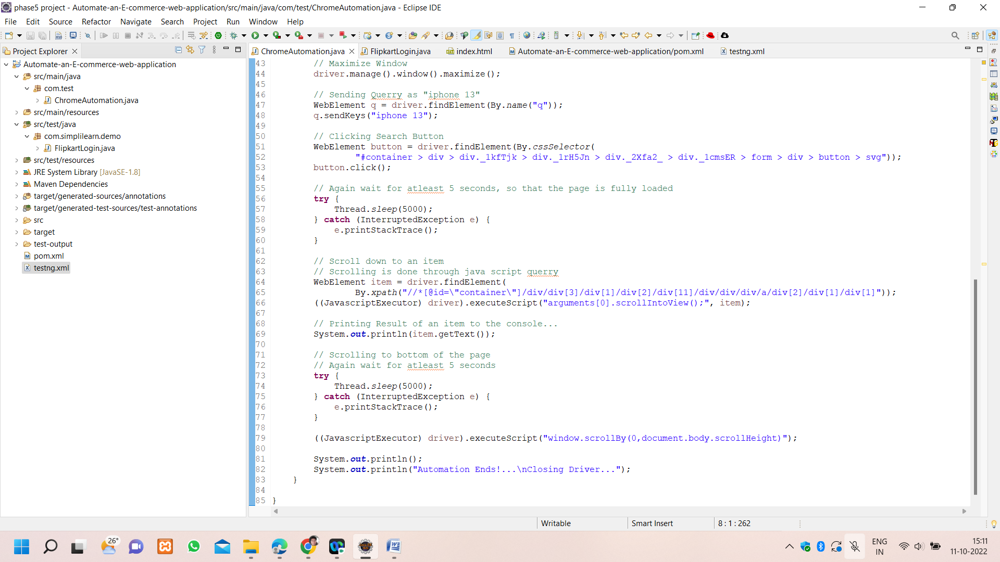 phase5 project - Automate-an-E-commerce-web-application/src/main/java/com/test/ChromeAutomation.java - Eclipse IDE
File Edit Source Refactor Navigate Search Project Run Window Help
Project Explorer
ChromeAutomation.java FlipkartLogin.java index.html Automate-an-E-commerce-web-application/pom.xml testng.xml
Automate-an-E-commerce-web-application
src/main/java
com.test
ChromeAutomation.java
src/main/resources
src/test/java
com.simplilearn.demo
FlipkartLogin.java
src/test/resources
JRE System Library [JavaSE-1.8]
Maven Dependencies
target/generated-sources/annotations
target/generated-test-sources/test-annotations
src
target
test-output
pom.xml
testng.xml
43 // Maximize Window
44 driver.manage().window().maximize();
45
46 // Sending Querry as "iphone 13"
47 WebElement q = driver.findElement(By.name("q"));
48 q.sendKeys("iphone 13");
49
50 // Clicking Search Button
51 WebElement button = driver.findElement(By.cssSelector(
52 "#container > div > div._1kfTjk > div._1rH5Jn > div._2Xfa2_ > div._1cmsER > form > div > button > svg"));
53 button.click();
54
55 // Again wait for atleast 5 seconds, so that the page is fully loaded
56 try {
57 Thread.sleep(5000);
58 } catch (InterruptedException e) {
59 e.printStackTrace();
60 }
61
62 // Scroll down to an item
63 // Scrolling is done through java script querry
64 WebElement item = driver.findElement(
65 By.xpath("//*[@id=\"container\"]/div/div[3]/div[1]/div[2]/div[11]/div/div/div/a/div[2]/div[1]/div[1]"));
66 ((JavascriptExecutor) driver).executeScript("arguments[0].scrollIntoView();", item);
67
68 // Printing Result of an item to the console...
69 System.out.println(item.getText());
70
71 // Scrolling to bottom of the page
72 // Again wait for atleast 5 seconds
73 try {
74 Thread.sleep(5000);
75 } catch (InterruptedException e) {
76 e.printStackTrace();
77 }
78
79 ((JavascriptExecutor) driver).executeScript("window.scrollBy(0,document.body.scrollHeight)");
80
81 System.out.println();
82 System.out.println("Automation Ends!...\nClosing Driver...");
83 }
84
85 }
Writable Smart Insert 8 : 1 : 262
26°
ENG
IN
15:11
11-10-2022